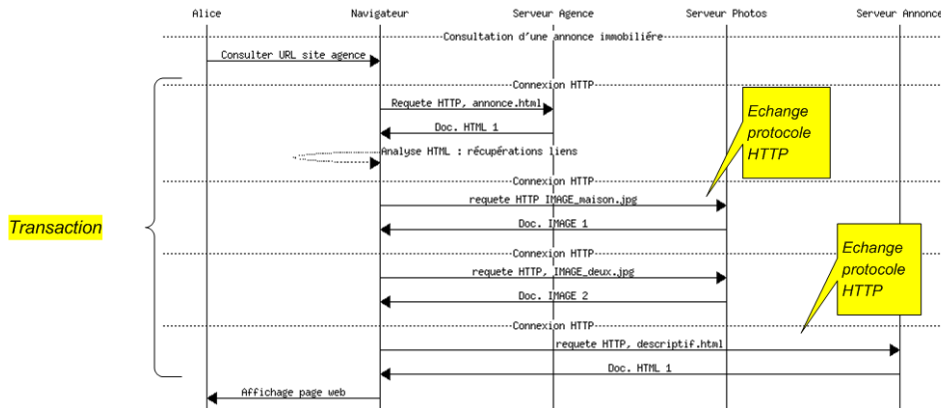 Alice Navigateur Serveur Agence Serveur Photos Serveur Annonce
Consultation d'une annonce immobiliére
Consulter URL site agence
Connexion HTTP
Requete HTTP, annonce.html
Doc. HTML 1
Analyse HTML : récupérations liens
Connexion HTTP
requete HTTP IMAGE_maison.jpg
Doc. IMAGE 1
Connexion HTTP
requete HTTP, IMAGE_deux.jpg
Doc. IMAGE 2
Connexion HTTP
requete HTTP, descriptif.html
Doc. HTML 1
Affichage page web
Transaction
Echange
protocole
HTTP
Echange
protocole
HTTP